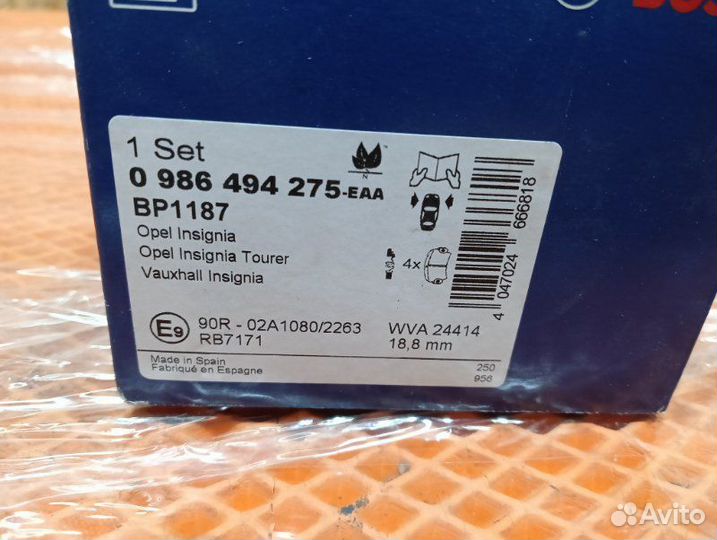 1 Set
0 986 494 275-EAA
BP1187
Opel Insignia
Opel Insignia Tourer
Vauxhall Insignia
N
4x
4 047024 666818
E9
90R - 02A1080/2263
RB7171
WVA 24414
18,8 mm
Made in Spain
Fabriqué en Espagne
250
956
Avito